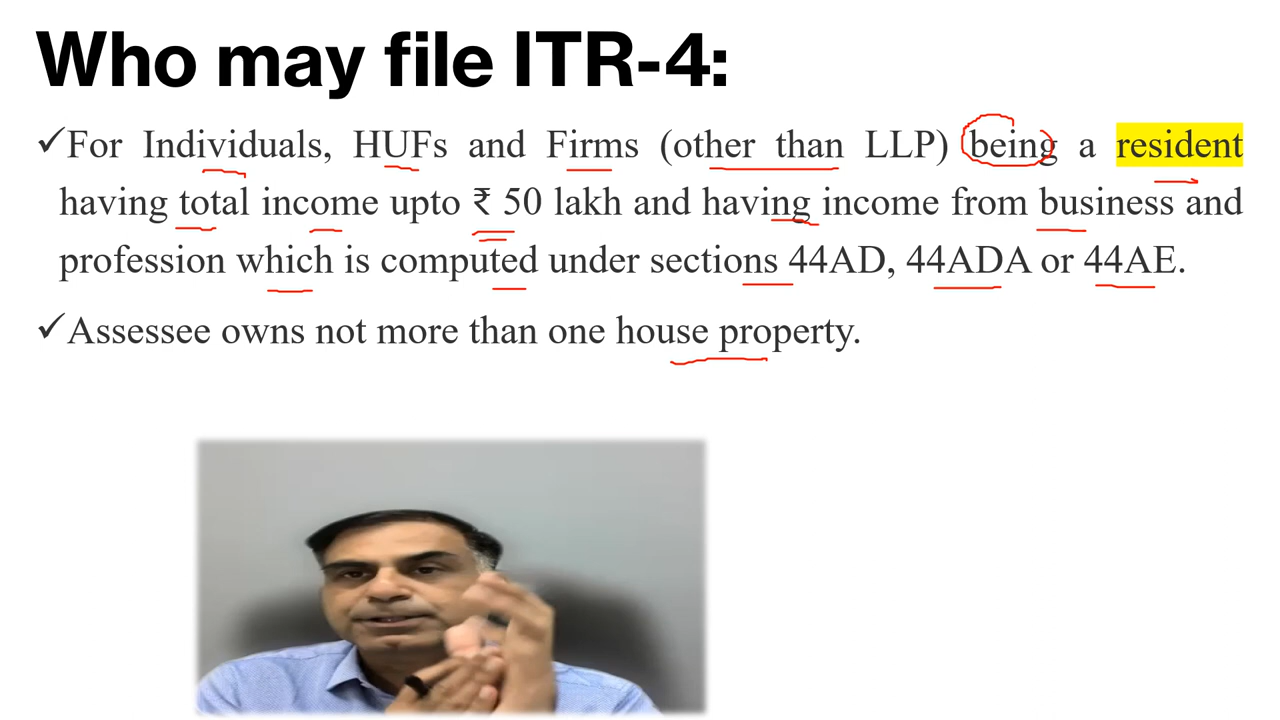 Who may file ITR-4:
✓For Individuals, HUFs and Firms (other than LLP) being a resident
having total income upto ₹ 50 lakh and having income from business and
profession which is computed under sections 44AD, 44ADA or 44AE.
✓Assessee owns not more than one house property.